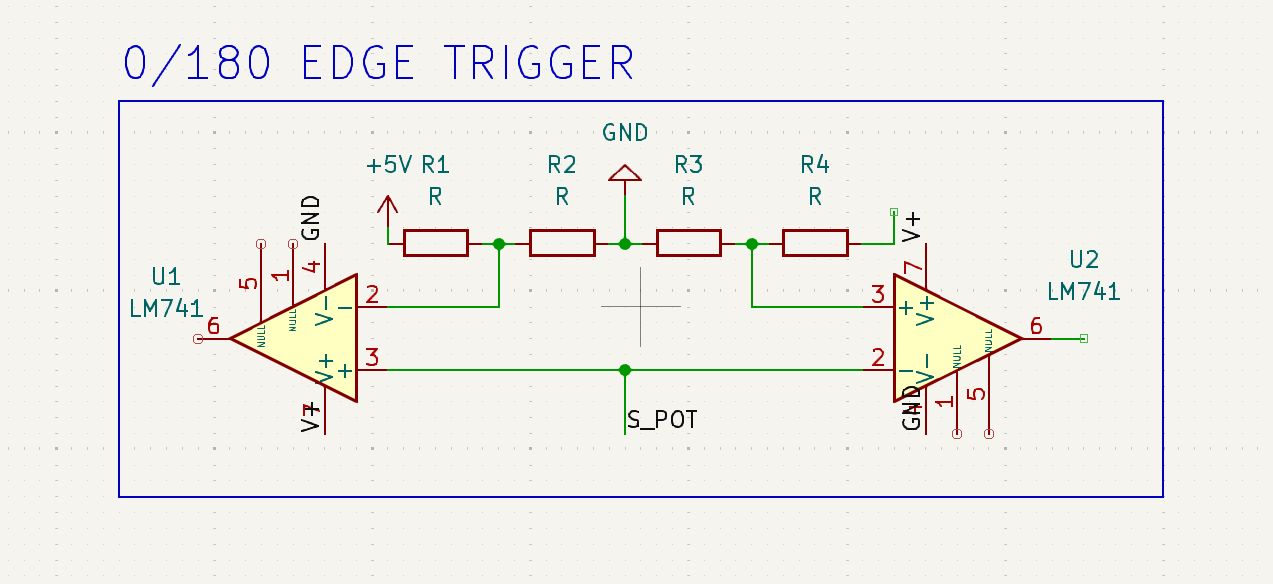 0/180 EDGE TRIGGER
GND
+5V R1 R2 R3 R4
R R R R
GND
V+
5 1 4 7
U1
LM741
U2
LM741
2 3
6 NULL NULL V- - + V+ 6
3 2
V+ + - V- NULL NULL
V+ 7 S_POT GND 4 1 5